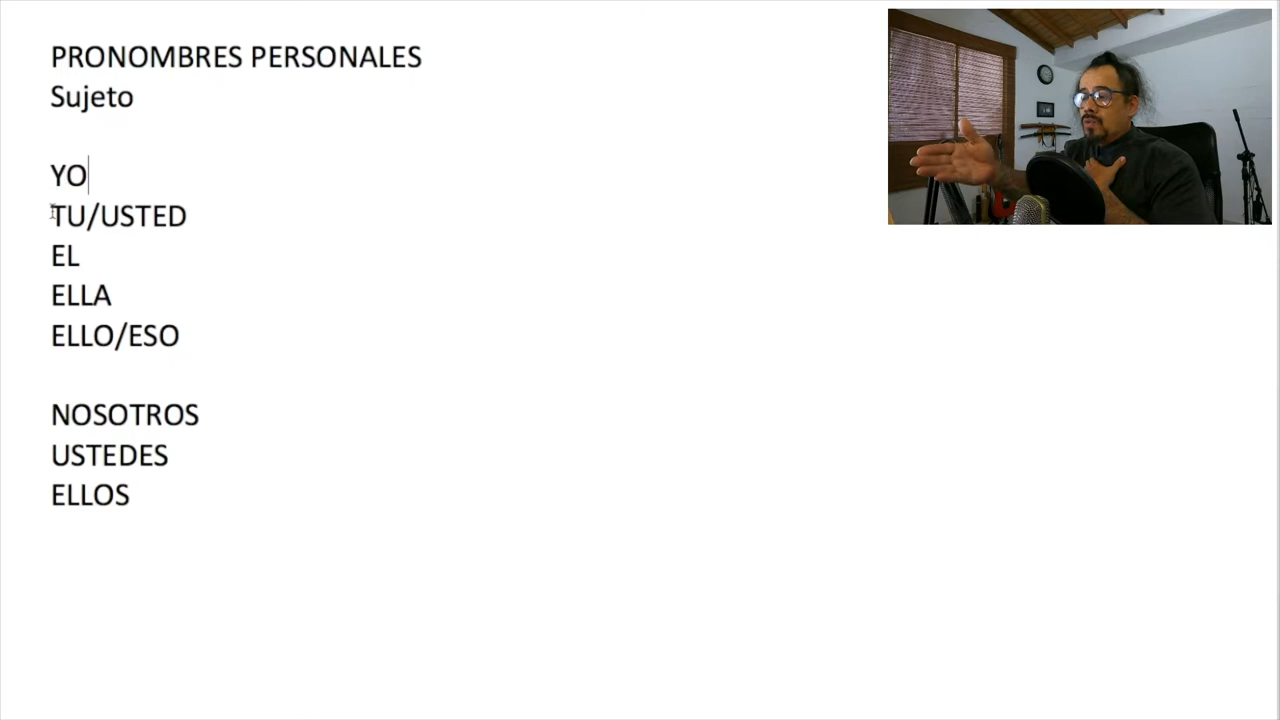 PRONOMBRES PERSONALES
Sujeto
YO
TU/USTED
EL
ELLA
ELLO/ESO
NOSOTROS
USTEDES
ELLOS